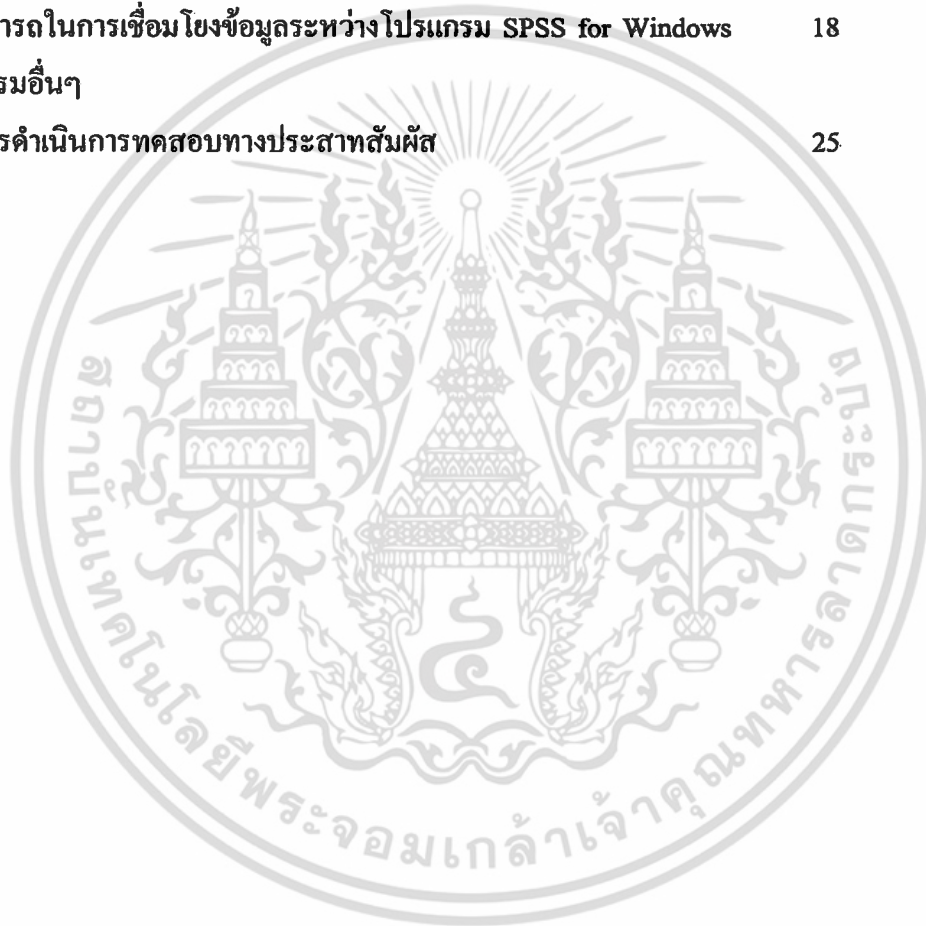 ารถในการเชื่อมโยงข้อมูลระหว่างโปรแกรม SPSS for Windows 18
รมอื่นๆ
รดำเนินการทดสอบทางประสาทสัมผัส 25
สถาบันเทคโนโลยีพระจอมเกล้าเจ้าคุณทหารลาดกระบัง